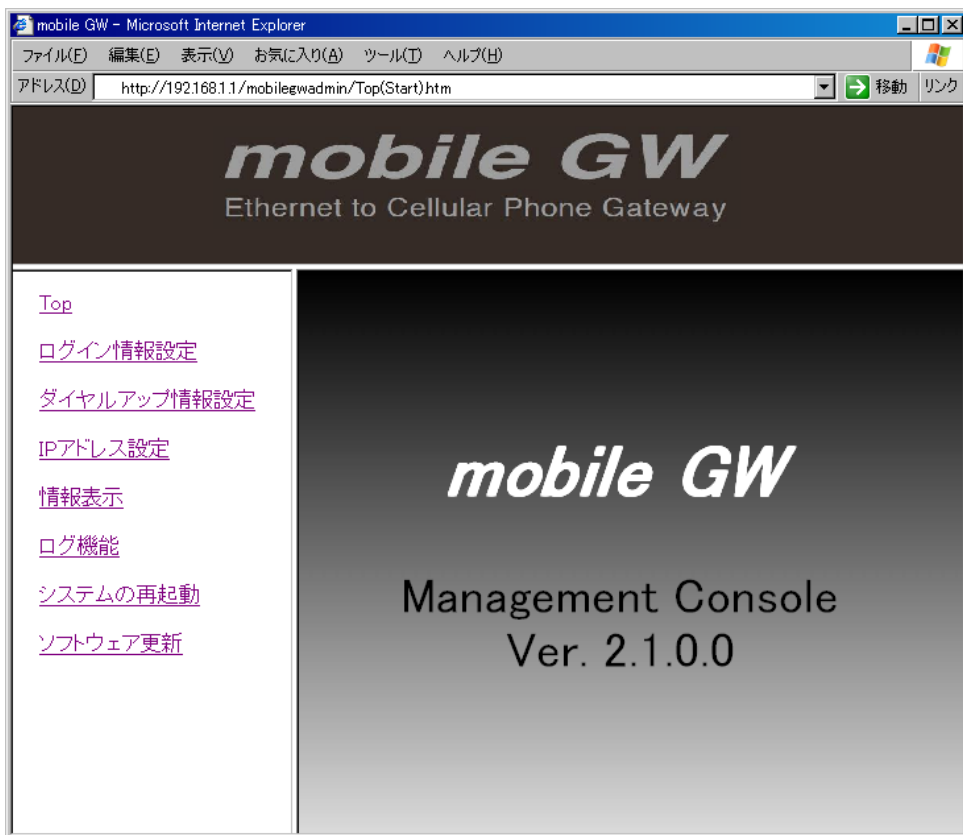 mobile GW - Microsoft Internet Explorer
ファイル(F) 編集(E) 表示(V) お気に入り(A) ツール(T) ヘルプ(H)
アドレス(D) http://192.168.1.1/mobilegwadmin/Top(Start).htm 移動 リンク
mobile GW
Ethernet to Cellular Phone Gateway
Top
ログイン情報設定
ダイヤルアップ情報設定
IPアドレス設定
情報表示
ログ機能
システムの再起動
ソフトウェア更新
mobile GW
Management Console
Ver. 2.1.0.0